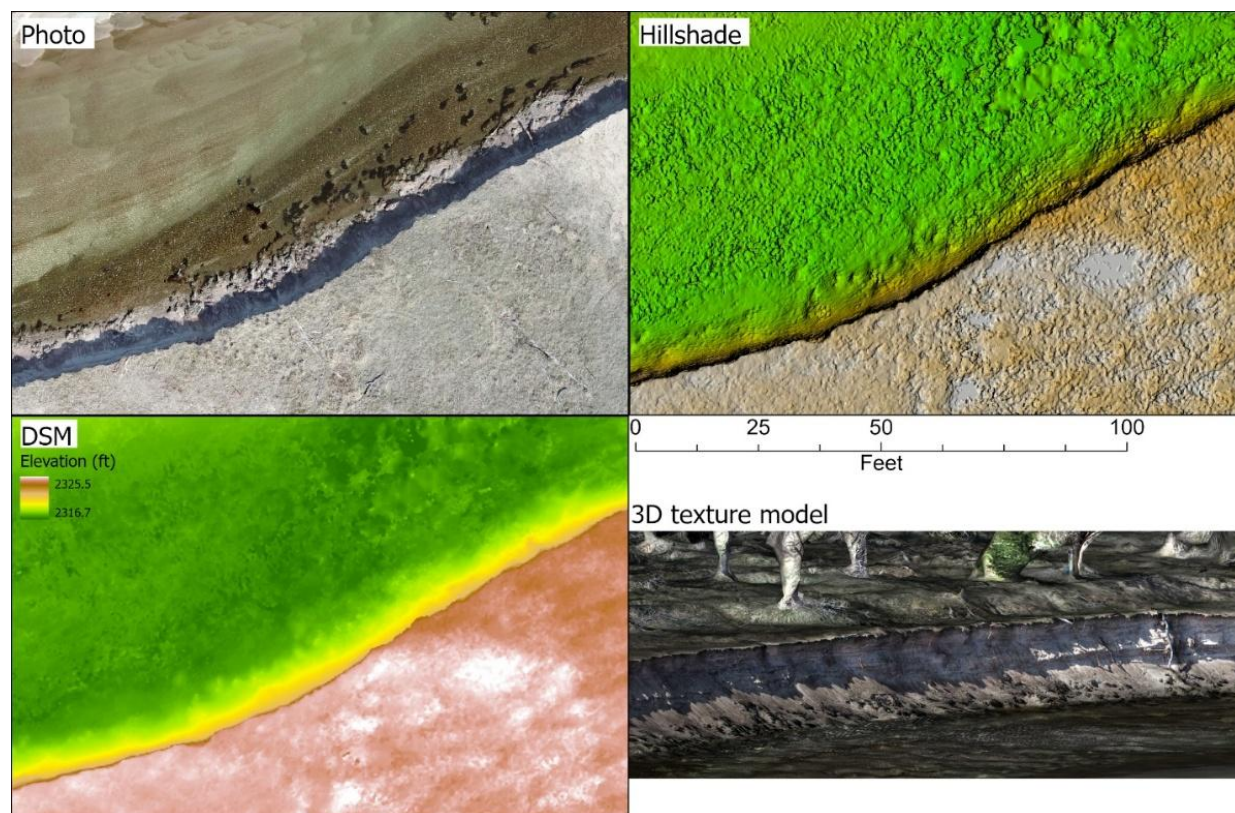 Photo
Hillshade
DSM
Elevation (ft)
2325.5
2316.7
0 25 50 100
Feet
3D texture model